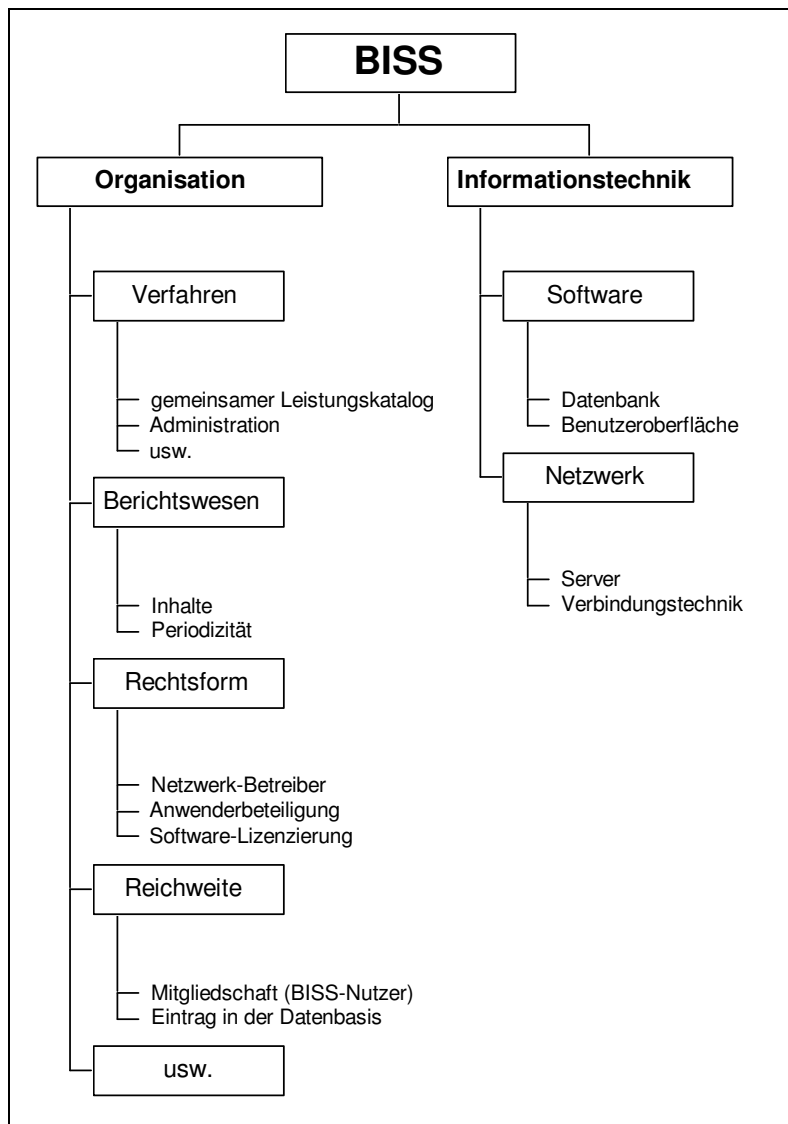 BISS
Organisation
Verfahren
gemeinsamer Leistungskatalog
Administration
usw.
Berichtswesen
Inhalte
Periodizität
Rechtsform
Netzwerk-Betreiber
Anwenderbeteiligung
Software-Lizenzierung
Reichweite
Mitgliedschaft (BISS-Nutzer)
Eintrag in der Datenbasis
usw.
Informationstechnik
Software
Datenbank
Benutzeroberfläche
Netzwerk
Server
Verbindungstechnik